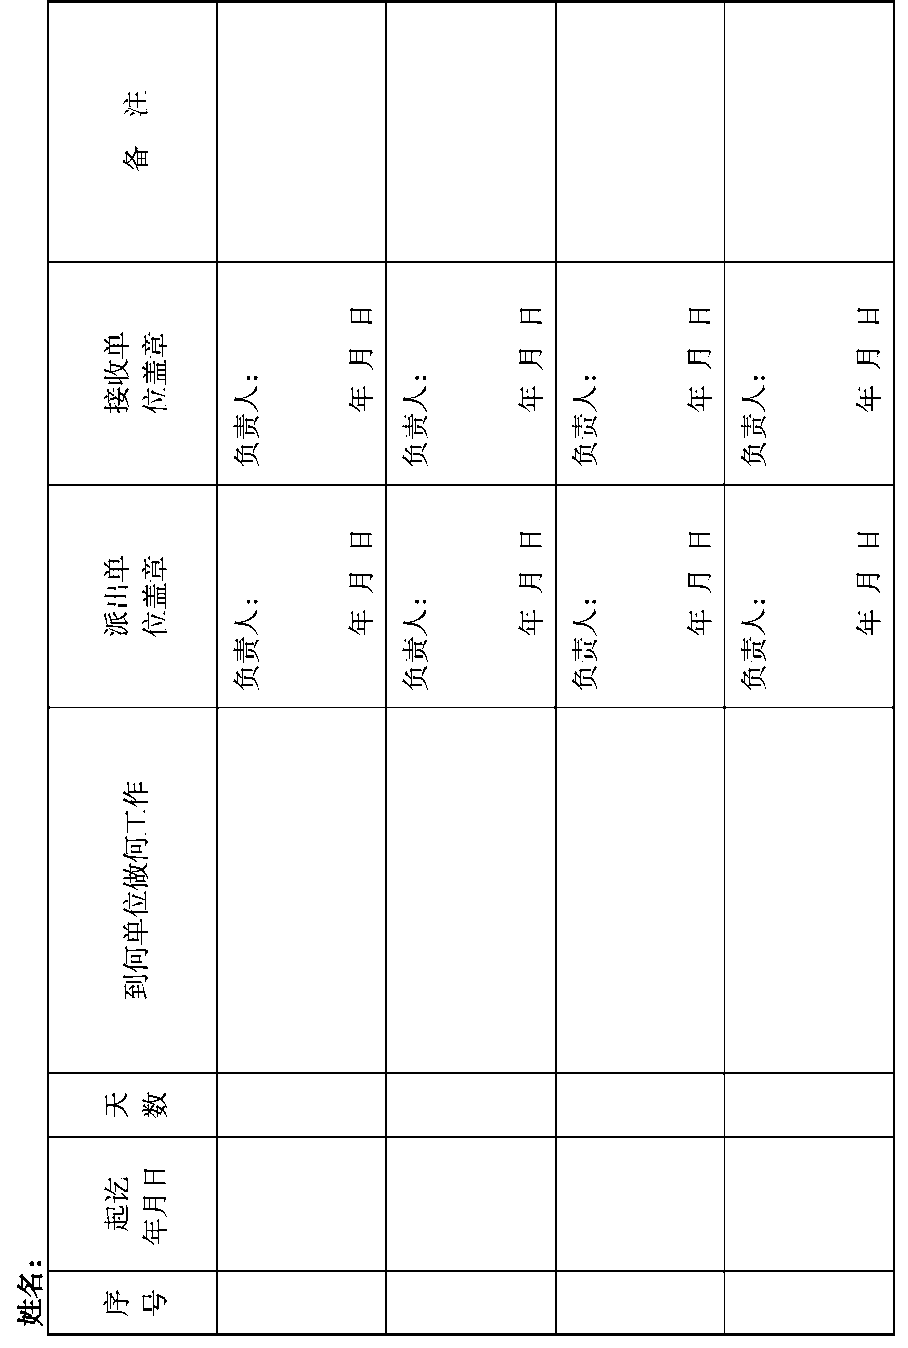 姓名：
序
号
起讫
年月日
天
数
到何单位做何工作
派出单
位盖章
接收单
位盖章
备 注
负责人：
年 月 日
负责人：
年 月 日
负责人：
年 月 日
负责人：
年 月 日
负责人：
年 月 日
负责人：
年 月 日
负责人：
年 月 日
负责人：
年 月 日